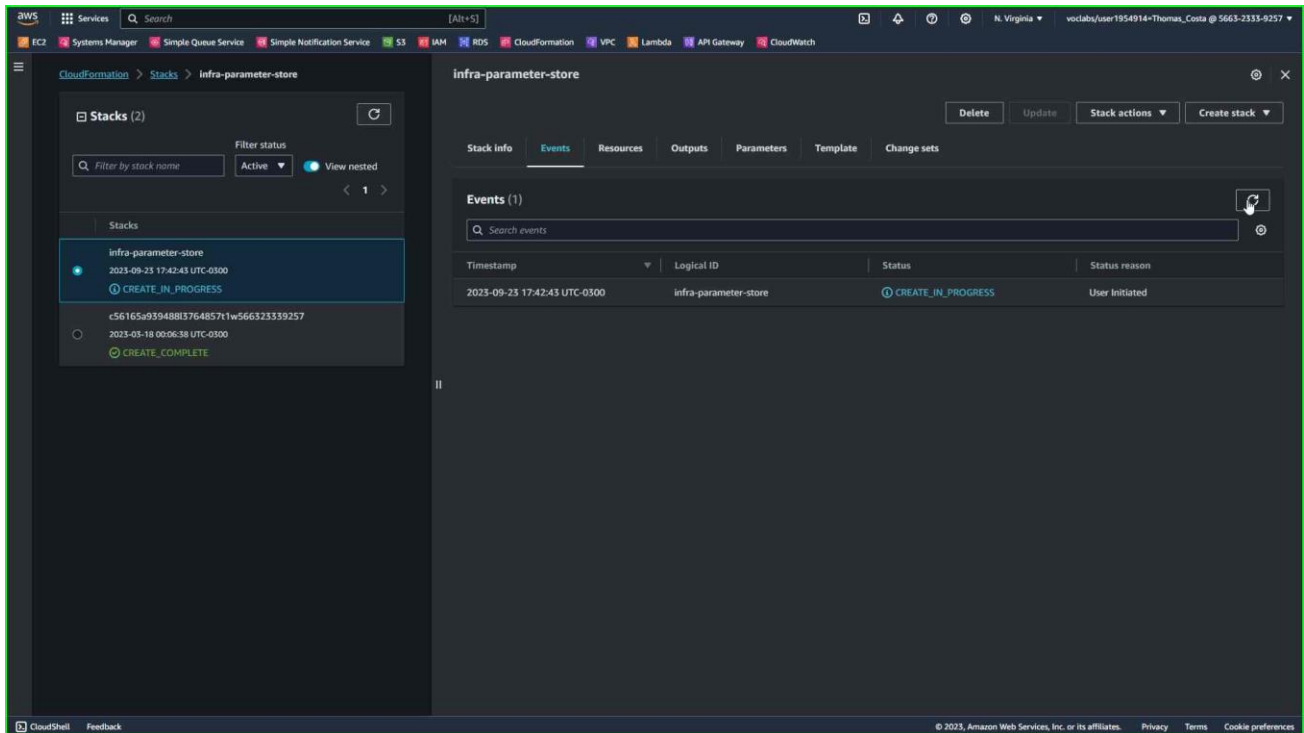 aws Services Search [Alt+S] N. Virginia voclabs/user1954914=Thomas_Costa @ 5663-2333-9257
EC2 Systems Manager Simple Queue Service Simple Notification Service S3 IAM RDS CloudFormation VPC Lambda API Gateway CloudWatch
CloudFormation > Stacks > infra-parameter-store
Stacks (2)
Filter status
Filter by stack name Active View nested
1
Stacks
infra-parameter-store
2023-09-23 17:42:43 UTC-0300
CREATE_IN_PROGRESS
c56165a939488l3764857t1w566323339257
2023-03-18 00:06:38 UTC-0300
CREATE_COMPLETE
infra-parameter-store
Delete Update Stack actions Create stack
Stack info Events Resources Outputs Parameters Template Change sets
Events (1)
Search events
Timestamp Logical ID Status Status reason
2023-09-23 17:42:43 UTC-0300 infra-parameter-store CREATE_IN_PROGRESS User Initiated
CloudShell Feedback © 2023, Amazon Web Services, Inc. or its affiliates. Privacy Terms Cookie preferences